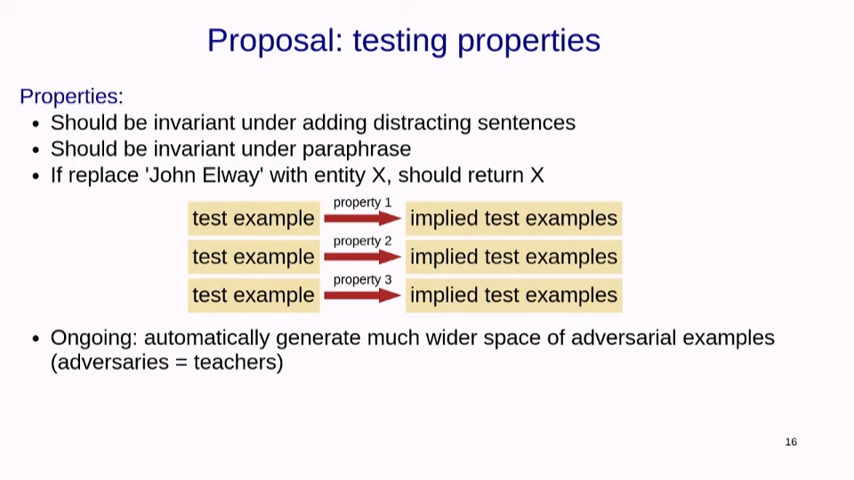 Proposal: testing properties
Properties:
• Should be invariant under adding distracting sentences
• Should be invariant under paraphrase
• If replace 'John Elway' with entity X, should return X
test example property 1 implied test examples
test example property 2 implied test examples
test example property 3 implied test examples
• Ongoing: automatically generate much wider space of adversarial examples
(adversaries = teachers)
16